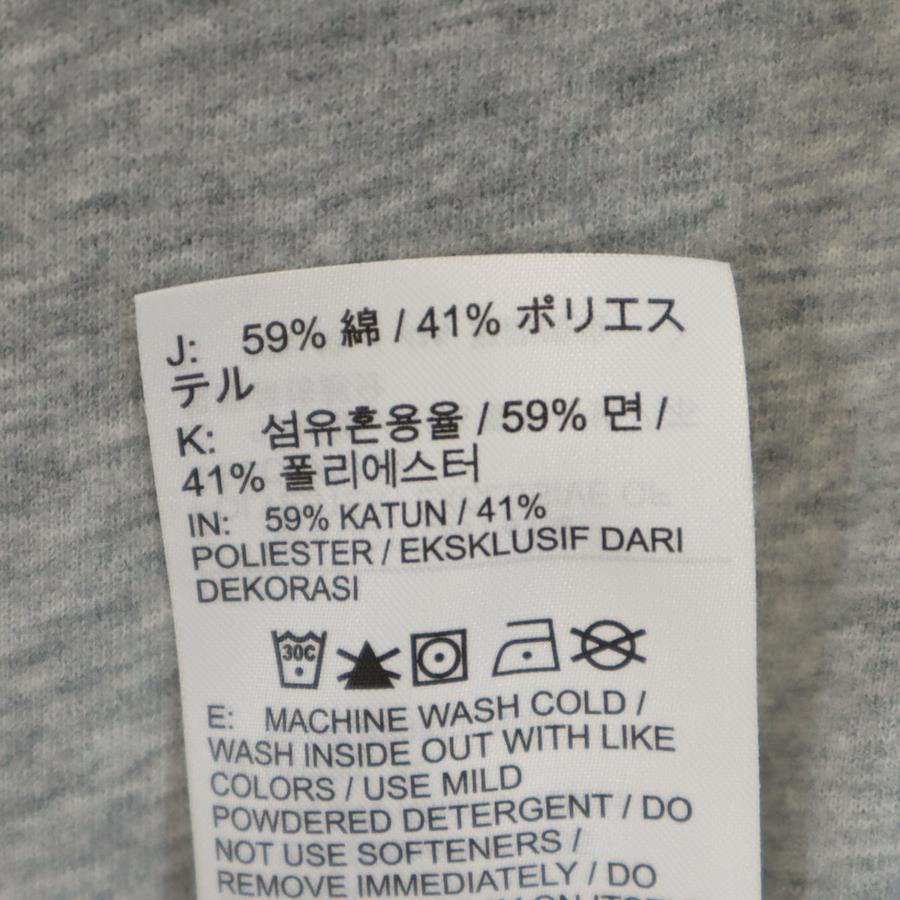 J: 59% 綿 / 41% ポリエス
テル
K: 섬유혼용율 / 59% 면 /
41% 폴리에스터
IN: 59% KATUN / 41%
POLIESTER / EKSKLUSIF DARI
DEKORASI
30C
E: MACHINE WASH COLD /
WASH INSIDE OUT WITH LIKE
COLORS / USE MILD
POWDERED DETERGENT / DO
NOT USE SOFTENERS /
REMOVE IMMEDIATELY / DO